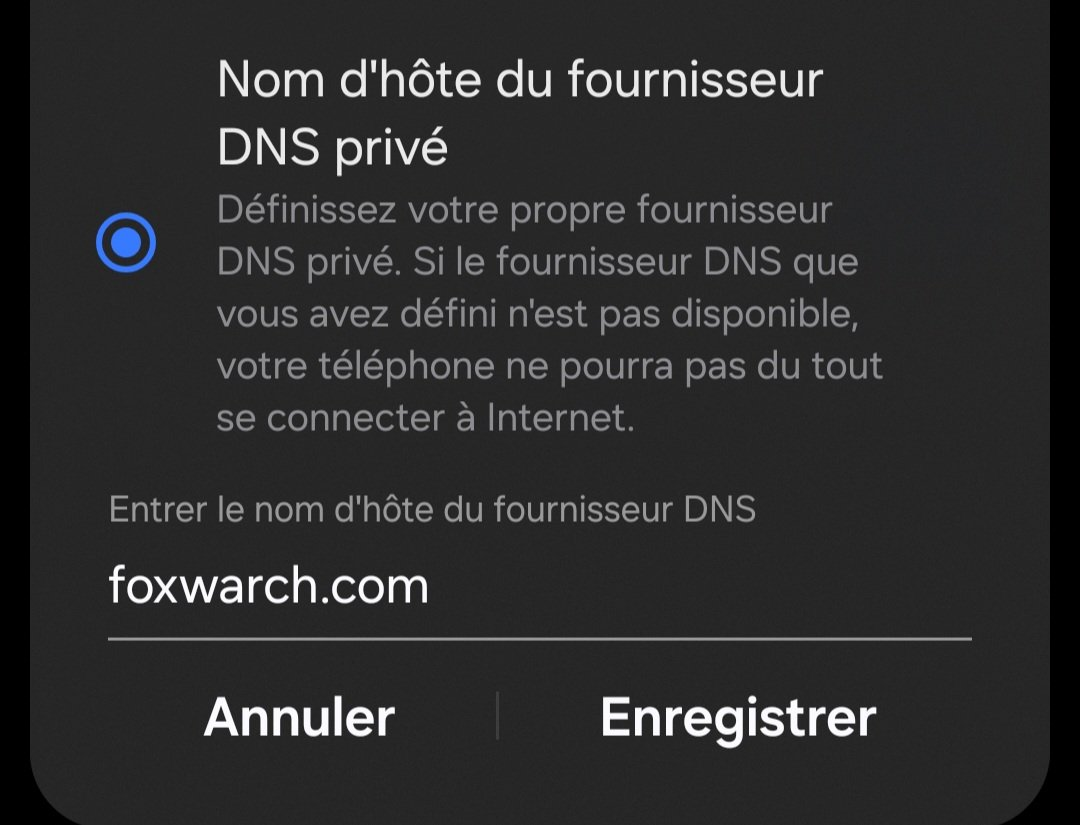 Nom d'hôte du fournisseur
DNS privé
Définissez votre propre fournisseur
DNS privé. Si le fournisseur DNS que
vous avez défini n'est pas disponible,
votre téléphone ne pourra pas du tout
se connecter à Internet.
Entrer le nom d'hôte du fournisseur DNS
foxwarch.com
Annuler
Enregistrer